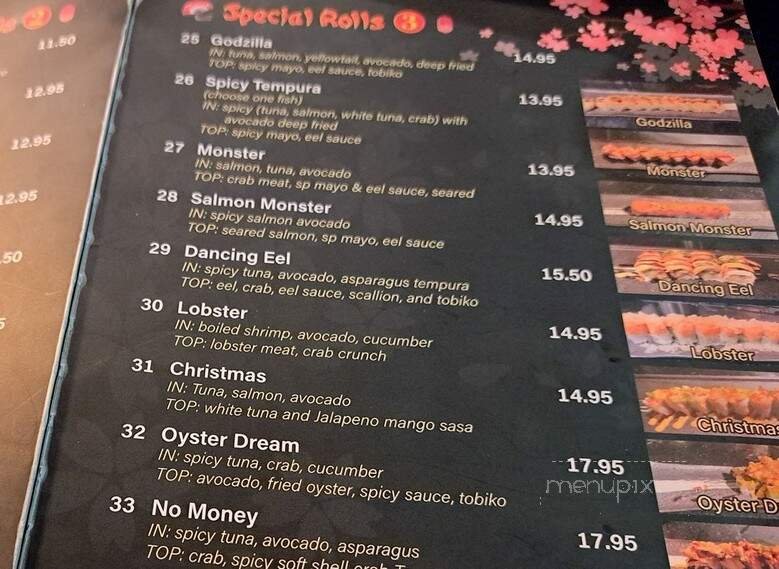 Special Rolls 3
25 Godzilla 14.95
IN: tuna, salmon, yellowtail, avocado, deep fried
TOP: spicy mayo, eel sauce, tobiko
26 Spicy Tempura 13.95
(choose one fish)
IN: spicy (tuna, salmon, white tuna, crab) with
avocado deep fried
TOP: spicy mayo, eel sauce
27 Monster 13.95
IN: salmon, tuna, avocado
TOP: crab meat, sp mayo & eel sauce, seared
28 Salmon Monster 14.95
IN: spicy salmon avocado
TOP: seared salmon, sp mayo, eel sauce
29 Dancing Eel 15.50
IN: spicy tuna, avocado, asparagus tempura
TOP: eel, crab, eel sauce, scallion, and tobiko
30 Lobster 14.95
IN: boiled shrimp, avocado, cucumber
TOP: lobster meat, crab crunch
31 Christmas 14.95
IN: Tuna, salmon, avocado
TOP: white tuna and Jalapeno mango sasa
32 Oyster Dream 17.95
IN: spicy tuna, crab, cucumber
TOP: avocado, fried oyster, spicy sauce, tobiko
33 No Money 17.95
IN: spicy tuna, avocado, asparagus
TOP: crab, spicy soft shell crab
Godzilla
Monster
Salmon Monster
Dancing Eel
Lobster
Christmas
Oyster D
2
11.50
12.95
12.95
12.95
.50
menupix